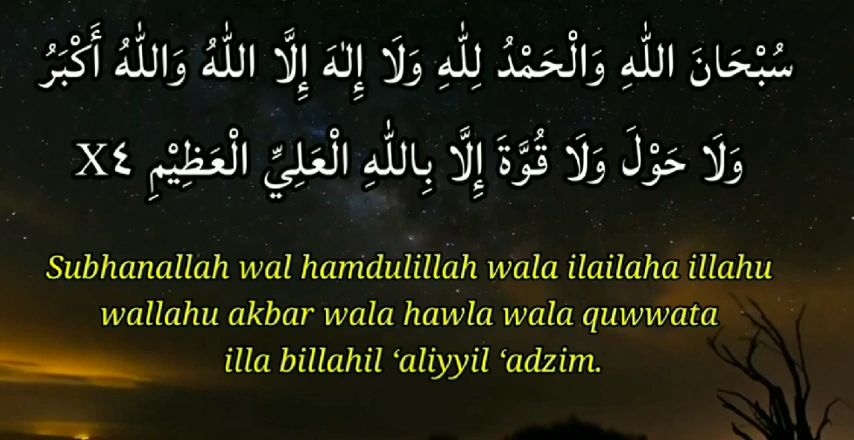 سُبْحَانَ اللّٰهِ وَالْحَمْدُ لِلّٰهِ وَلَا إِلٰهَ إِلَّا اللّٰهُ وَاللّٰهُ أَكْبَرُ
وَلَا حَوْلَ وَلَا قُوَّةَ إِلَّا بِاللّٰهِ الْعَلِيِّ الْعَظِيْمِ X٤
Subhanallah wal hamdulillah wala ilailaha illahu
wallahu akbar wala hawla wala quwwata
illa billahil ‘aliyyil ‘adzim.